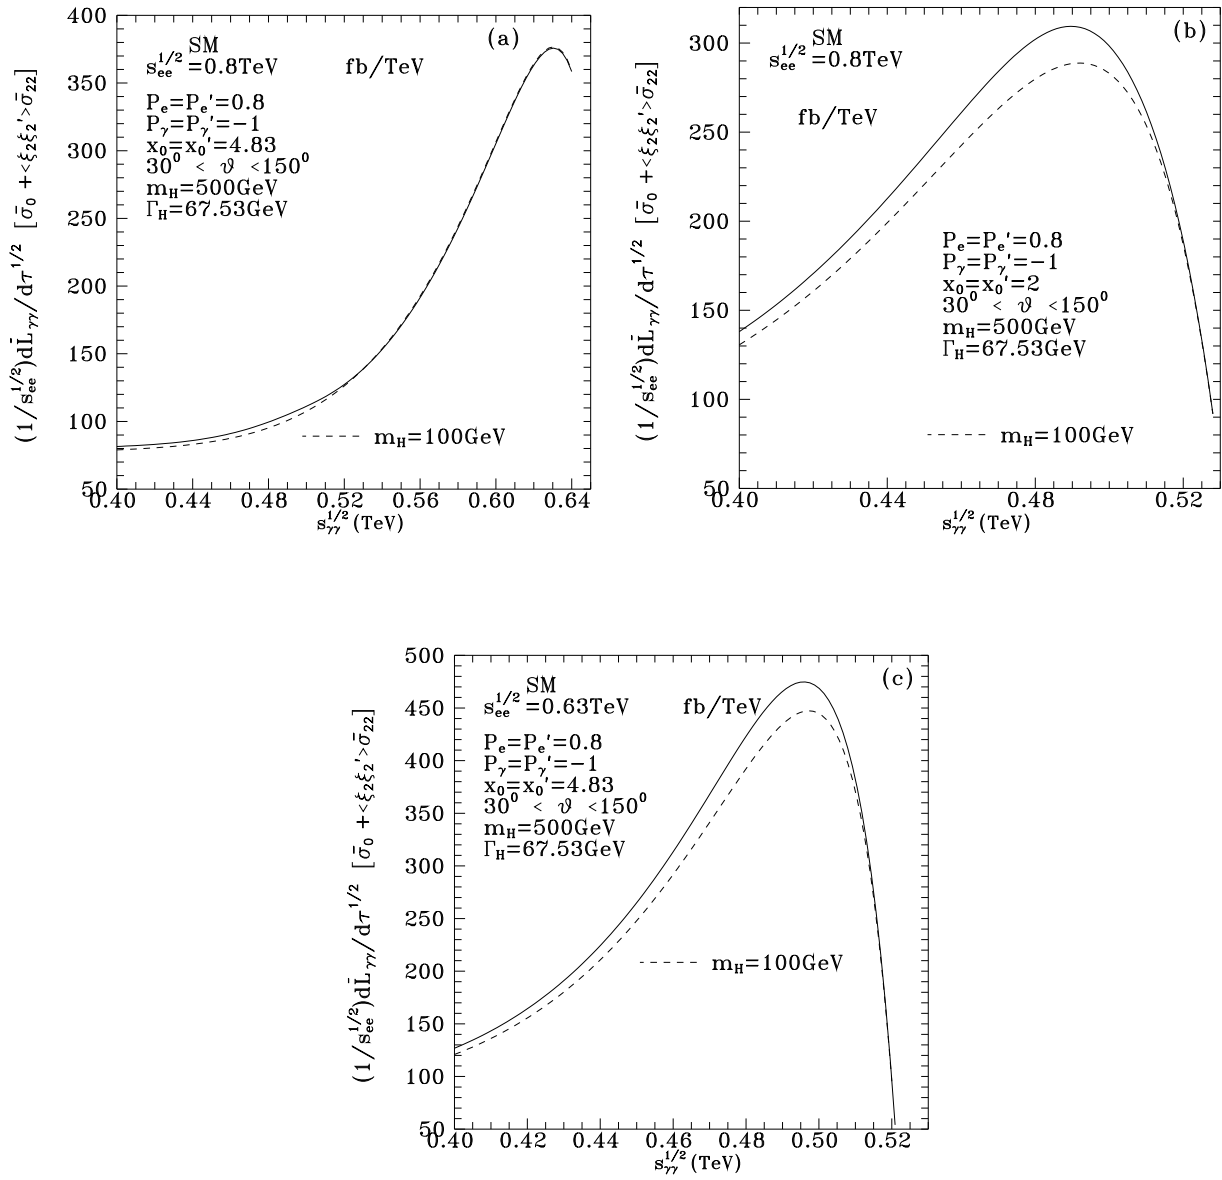 (a)
SM
s_ee^1/2 =0.8TeV fb/TeV
P_e=P_e'=0.8
P_γ=P_γ'=−1
x_0=x_0'=4.83
30^0 < ϑ <150^0
m_H=500GeV
Γ_H=67.53GeV
m_H=100GeV
400
350
300
250
200
150
100
50
0.40 0.44 0.48 0.52 0.56 0.60 0.64
s_γγ^1/2(TeV)
(1/s_ee^1/2)dL̄_γγ/dτ^1/2 [σ̄_0 +<ξ_2ξ_2'>σ̄_22]
(b)
SM
s_ee^1/2 =0.8TeV
fb/TeV
P_e=P_e'=0.8
P_γ=P_γ'=−1
x_0=x_0'=2
30^0 < ϑ <150^0
m_H=500GeV
Γ_H=67.53GeV
m_H=100GeV
300
250
200
150
100
50
0.40 0.44 0.48 0.52
s_γγ^1/2(TeV)
(1/s_ee^1/2)dL̄_γγ/dτ^1/2 [σ̄_0 +<ξ_2ξ_2'>σ̄_22]
(c)
SM
s_ee^1/2 =0.63TeV fb/TeV
P_e=P_e'=0.8
P_γ=P_γ'=−1
x_0=x_0'=4.83
30^0 < ϑ <150^0
m_H=500GeV
Γ_H=67.53GeV
m_H=100GeV
500
450
400
350
300
250
200
150
100
50
0.40 0.42 0.44 0.46 0.48 0.50 0.52
s_γγ^1/2(TeV)
(1/s_ee^1/2)dL̄_γγ/dτ^1/2 [σ̄_0 +<ξ_2ξ_2'>σ̄_22]